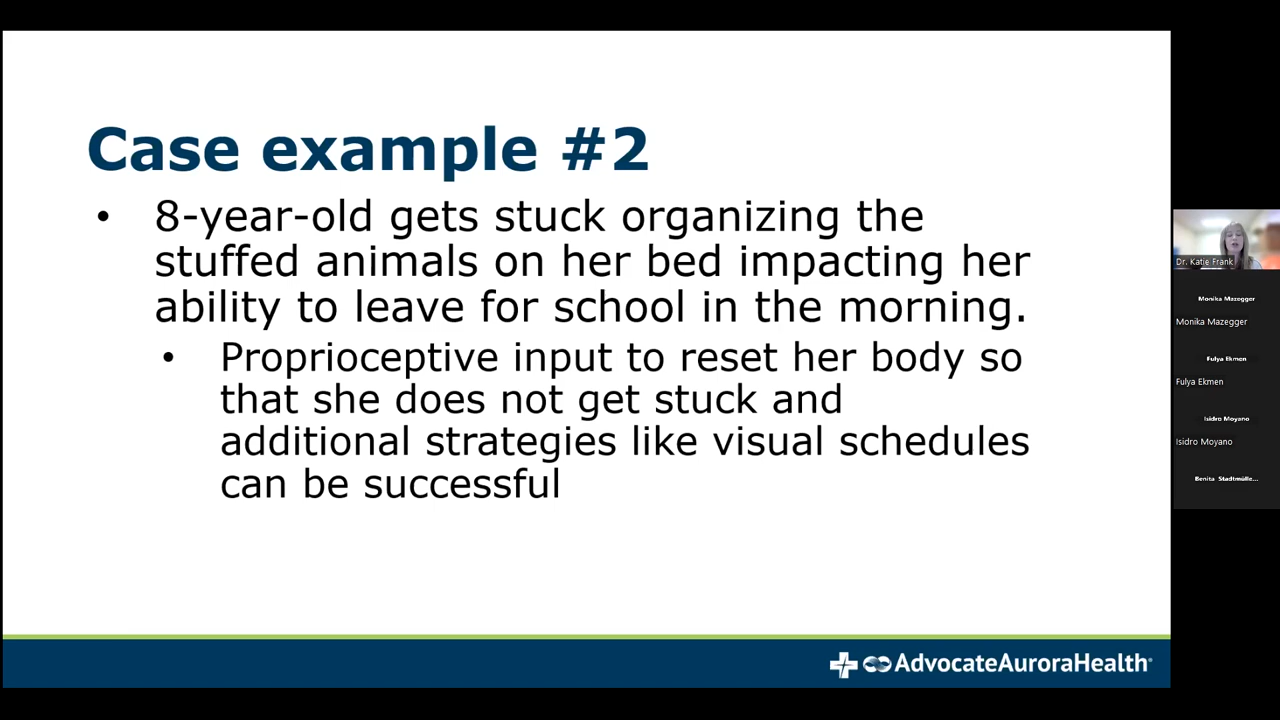 Case example #2
• 8-year-old gets stuck organizing the
stuffed animals on her bed impacting her
ability to leave for school in the morning.
• Proprioceptive input to reset her body so
that she does not get stuck and
additional strategies like visual schedules
can be successful
AdvocateAuroraHealth®
Dr. Katie Frank
Monika Mazegger
Monika Mazegger
Fulya Ekmen
Fulya Ekmen
Isidro Moyano
Isidro Moyano
Benita Stadtmülle...